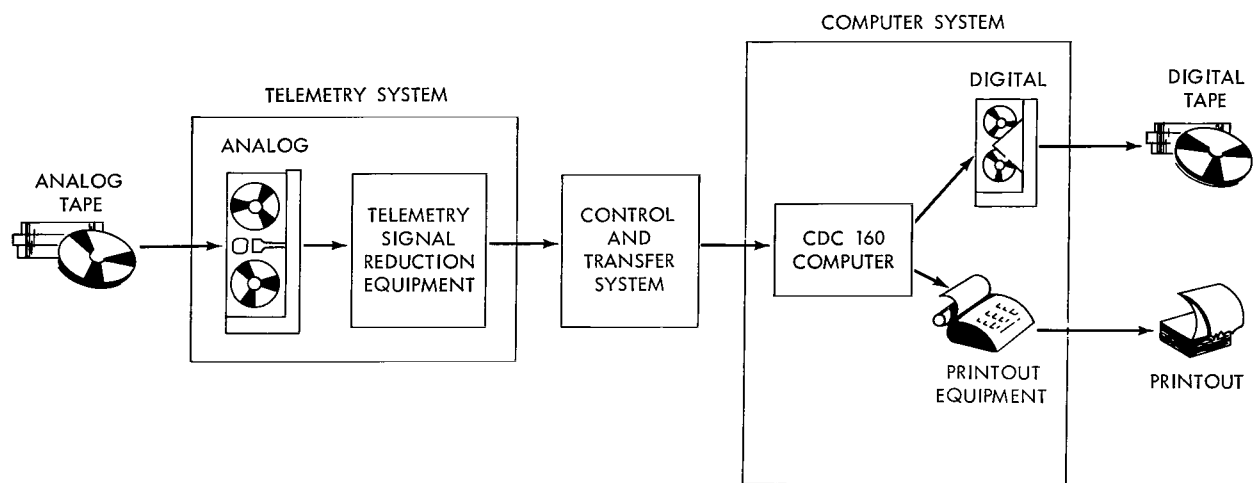 COMPUTER SYSTEM
TELEMETRY SYSTEM
ANALOG
TAPE
ANALOG
TELEMETRY
SIGNAL
REDUCTION
EQUIPMENT
CONTROL
AND
TRANSFER
SYSTEM
CDC 160
COMPUTER
DIGITAL
DIGITAL
TAPE
PRINTOUT
EQUIPMENT
PRINTOUT